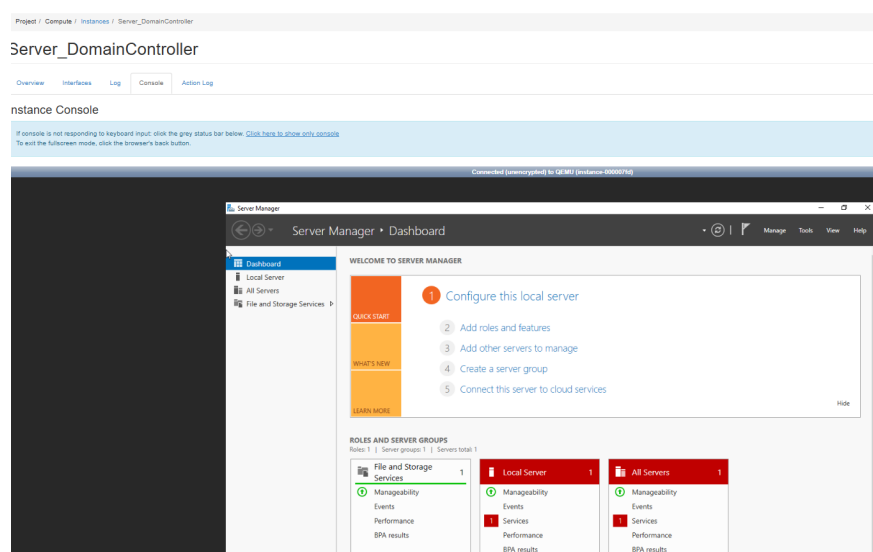 Project / Compute / Instances / Server_DomainController
Server_DomainController
Overview Interfaces Log Console Action Log
nstance Console
If console is not responding to keyboard input: click the grey status bar below. Click here to show only console
To exit the fullscreen mode, click the browser's back button.
Connected (unencrypted) to QEMU (instance-000007fd)
Server Manager
Server Manager • Dashboard
Manage Tools View Help
Dashboard
Local Server
All Servers
File and Storage Services
WELCOME TO SERVER MANAGER
QUICK START
WHAT'S NEW
LEARN MORE
1 Configure this local server
2 Add roles and features
3 Add other servers to manage
4 Create a server group
5 Connect this server to cloud services
Hide
ROLES AND SERVER GROUPS
Roles: 1 | Server groups: 1 | Servers total: 1
File and Storage
Services 1
Manageability
Events
Performance
BPA results
Local Server 1
Manageability
Events
1 Services
Performance
BPA results
All Servers 1
Manageability
Events
1 Services
Performance
BPA results